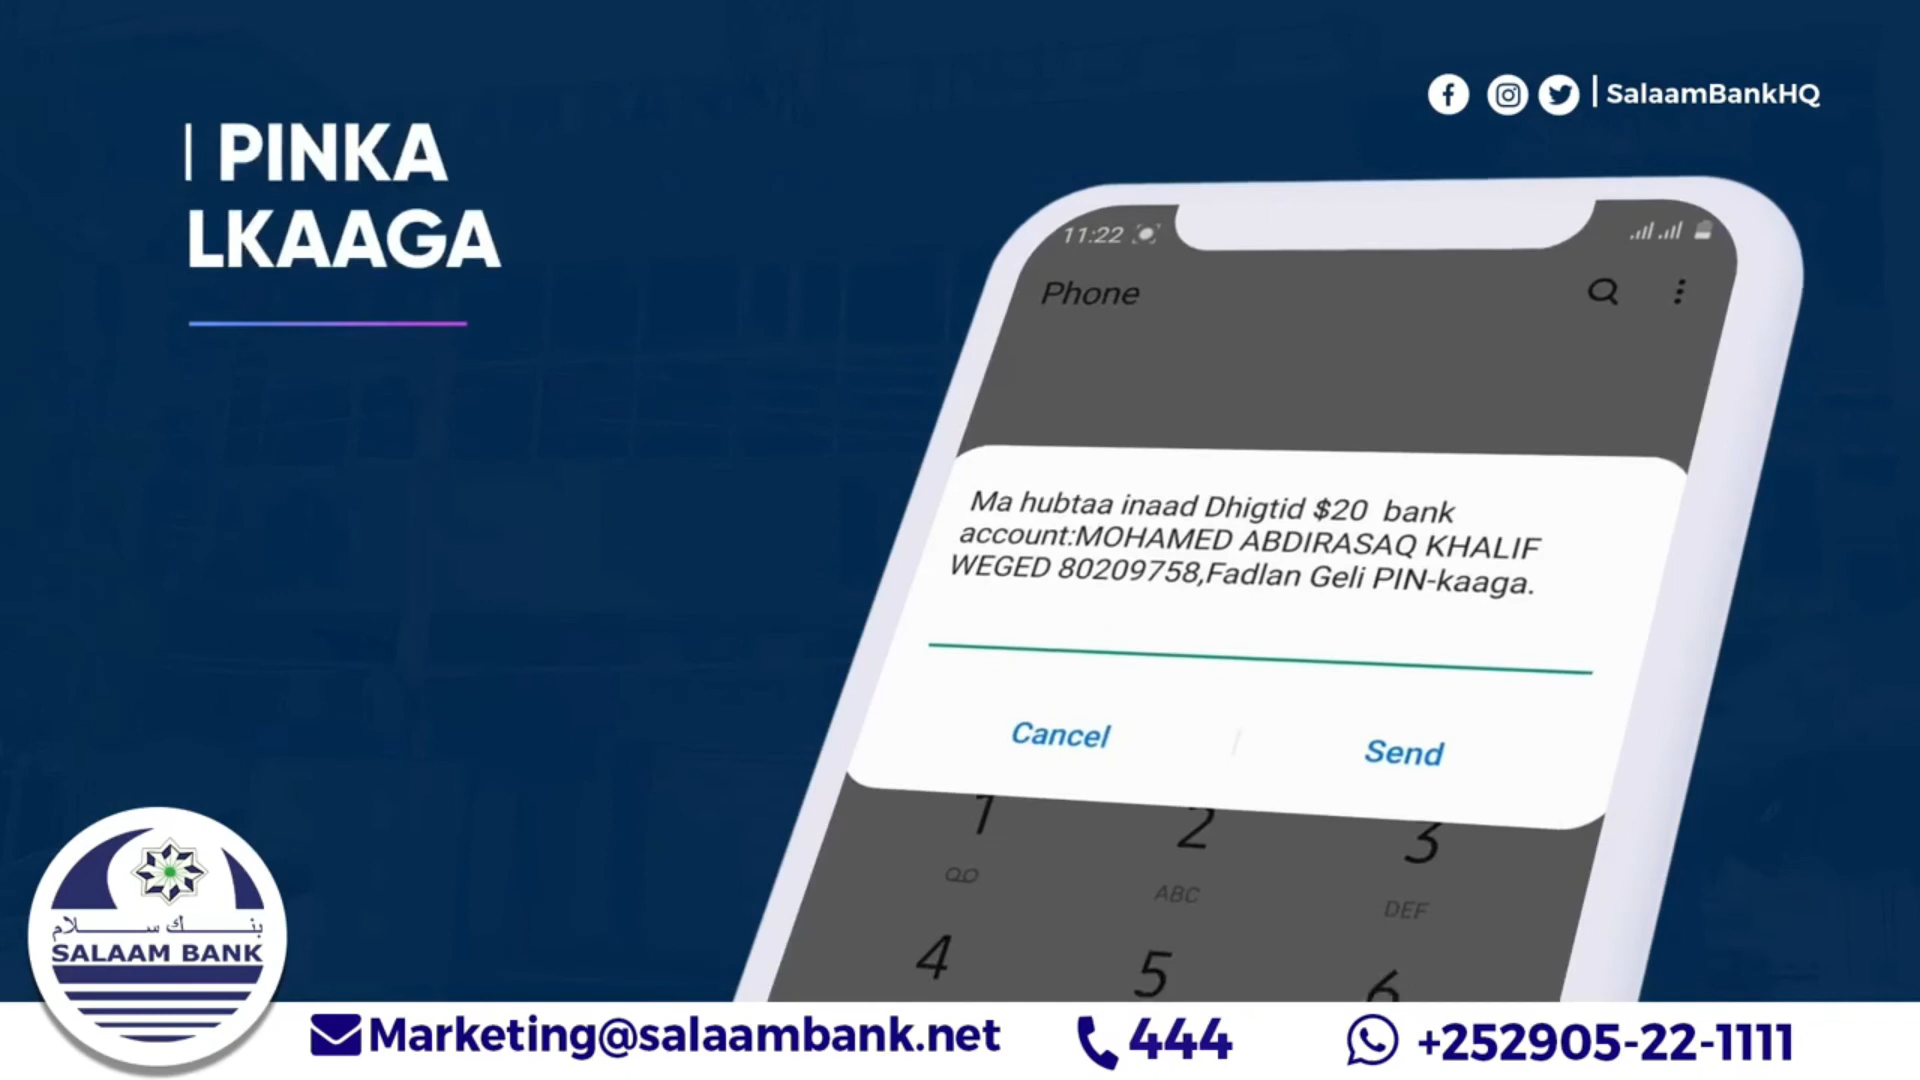 SalaamBankHQ
PINKA
LKAAGA
11:22
Phone
Ma hubtaa inaad Dhigtid $20 bank
account:MOHAMED ABDIRASAQ KHALIF
WEGED 80209758,Fadlan Geli PIN-kaaga.
Cancel
Send
1 2 3
ABC DEF
4 5 6
بنك سلام
SALAAM BANK
Marketing@salaambank.net 444 +252905-22-1111